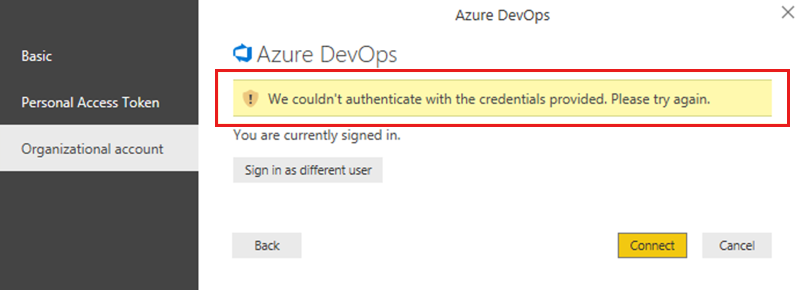 Azure DevOps
Basic
Personal Access Token
Organizational account
Azure DevOps
We couldn't authenticate with the credentials provided. Please try again.
You are currently signed in.
Sign in as different user
Back
Connect
Cancel